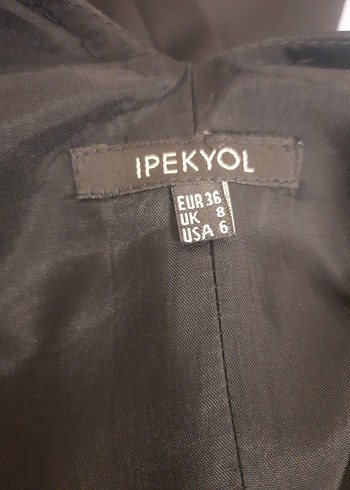 IPEKYOL
EUR 36
UK 8
USA 6